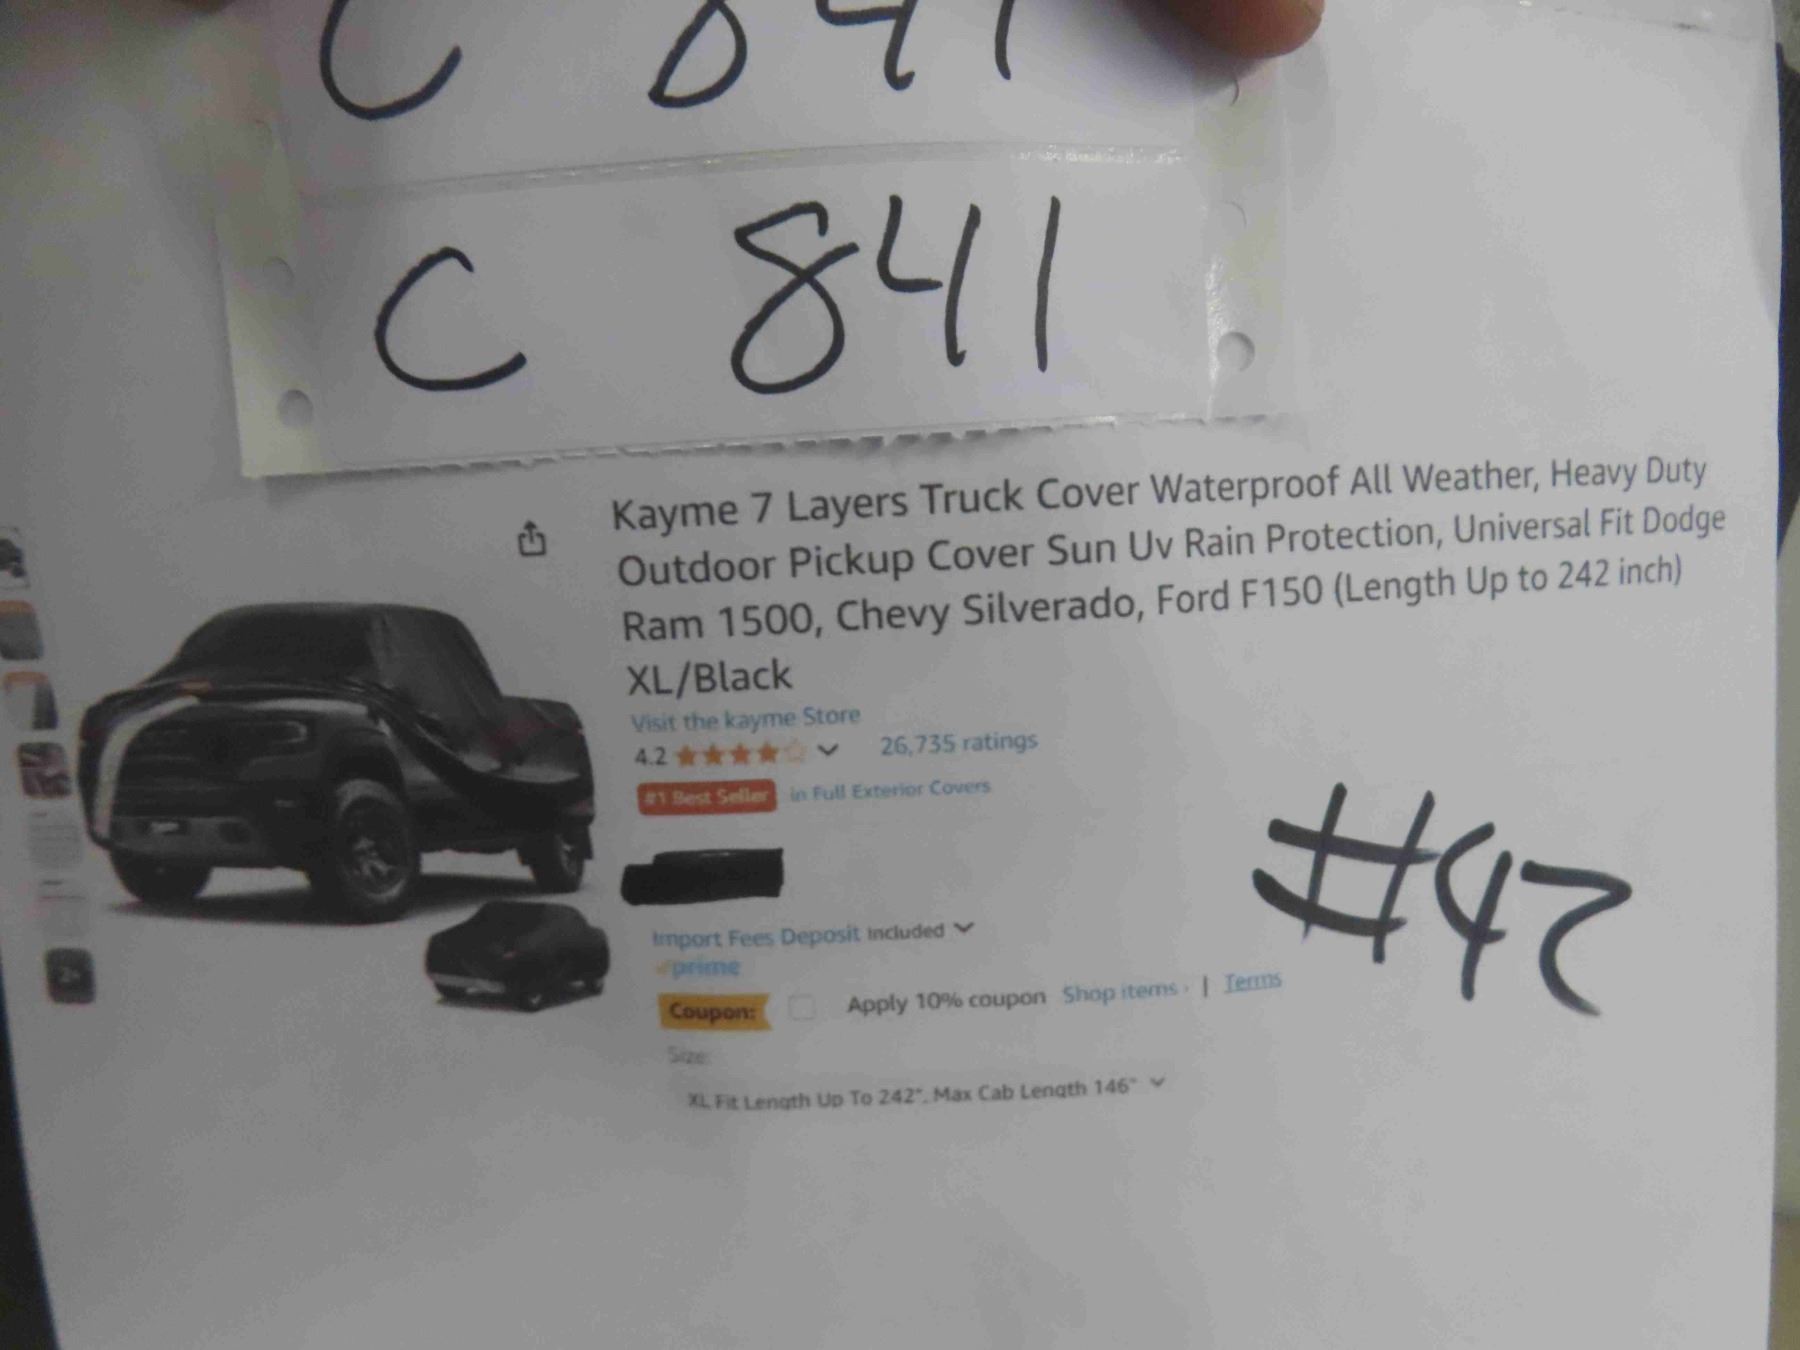 C 841
C 841
Kayme 7 Layers Truck Cover Waterproof All Weather, Heavy Duty
Outdoor Pickup Cover Sun Uv Rain Protection, Universal Fit Dodge
Ram 1500, Chevy Silverado, Ford F150 (Length Up to 242 inch)
XL/Black
Visit the kayme Store
4.2 26,735 ratings
#1 Best Seller in Full Exterior Covers
#42
Import Fees Deposit Included
prime
Coupon: Apply 10% coupon Shop items › | Terms
Size:
XL Fit Length Up To 242", Max Cab Length 146"